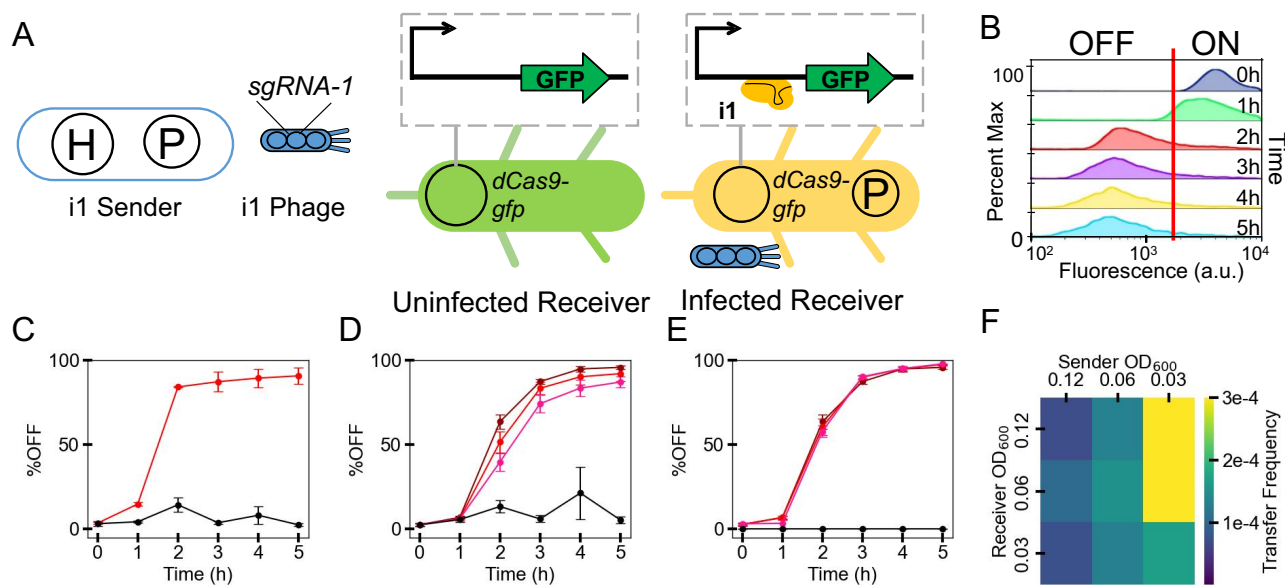 A
H
P
i1 Sender
sgRNA-1
i1 Phage
GFP
dCas9-
gfp
Uninfected Receiver
GFP
i1
dCas9-
gfp
P
Infected Receiver
B
OFF
ON
Percent Max
100
0
0h
1h
2h
3h
4h
5h
Time
10²
10³
10⁴
Fluorescence (a.u.)
C
%OFF
100
50
0
0 1 2 3 4 5
Time (h)
D
%OFF
100
50
0
0 1 2 3 4 5
Time (h)
E
%OFF
100
50
0
0 1 2 3 4 5
Time (h)
F
Sender OD₆₀₀
0.12 0.06 0.03
Receiver OD₆₀₀
0.12
0.06
0.03
3e-4
2e-4
1e-4
Transfer Frequency